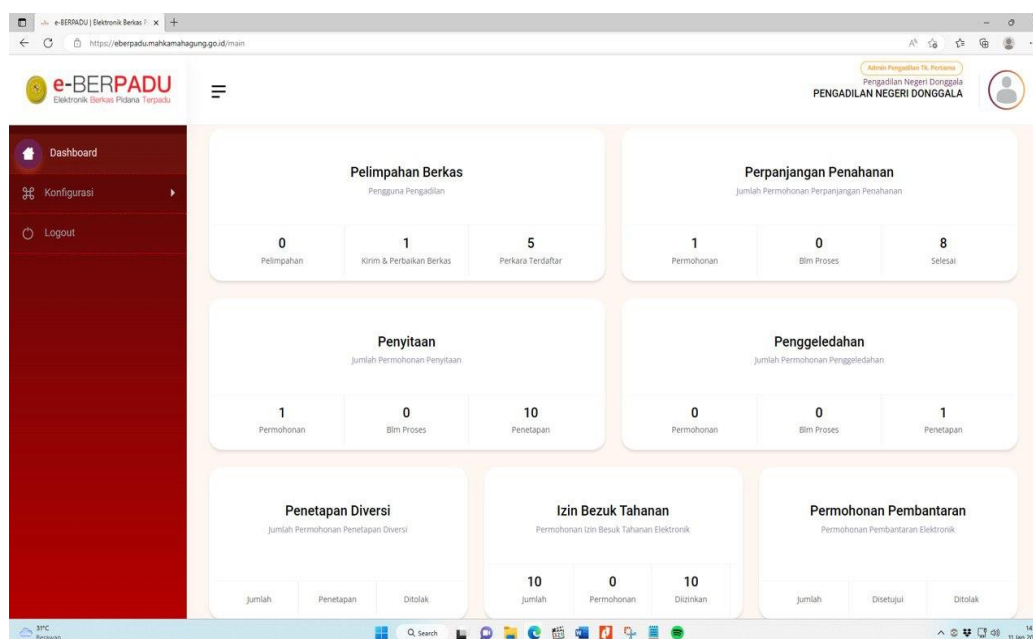 e-BERPADU | Elektronik Berkas P
https://eberpadu.mahkamahagung.go.id/main
e-BERPADU
Elektronik Berkas Pidana Terpadu
Admin Pengadilan Tk. Pertama
Pengadilan Negeri Donggala
PENGADILAN NEGERI DONGGALA
Dashboard
Konfigurasi
Logout
Pelimpahan Berkas
Pengguna Pengadilan
0 1 5
Pelimpahan Kirim & Perbaikan Berkas Perkara Terdaftar
Perpanjangan Penahanan
Jumlah Permohonan Perpanjangan Penahanan
1 0 8
Permohonan Blm Proses Selesai
Penyitaan
Jumlah Permohonan Penyitaan
1 0 10
Permohonan Blm Proses Penetapan
Penggeledahan
Jumlah Permohonan Penggeledahan
0 0 1
Permohonan Blm Proses Penetapan
Penetapan Diversi
Jumlah Permohonan Penetapan Diversi
Jumlah Penetapan Ditolak
Izin Bezuk Tahanan
Permohonan Izin Besuk Tahanan Elektronik
10 0 10
Jumlah Permohonan Diizinkan
Permohonan Pembantaran
Permohonan Pembantaran Elektronik
Jumlah Disetujui Ditolak
31°C
Berawan
Search